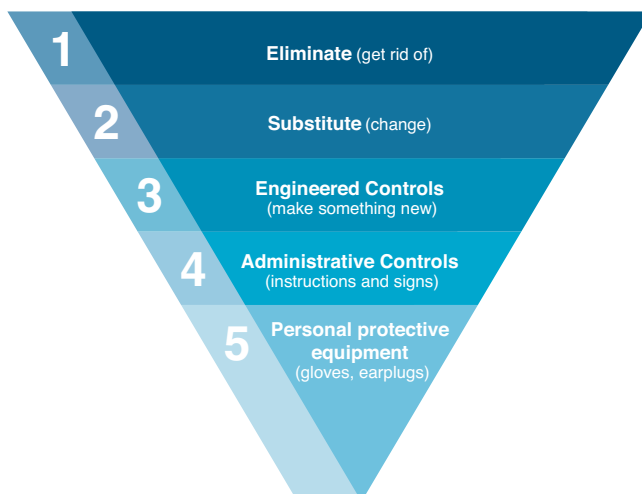 1
Eliminate (get rid of)
2
Substitute (change)
3
Engineered Controls
(make something new)
4
Administrative Controls
(instructions and signs)
5
Personal protective
equipment
(gloves, earplugs)